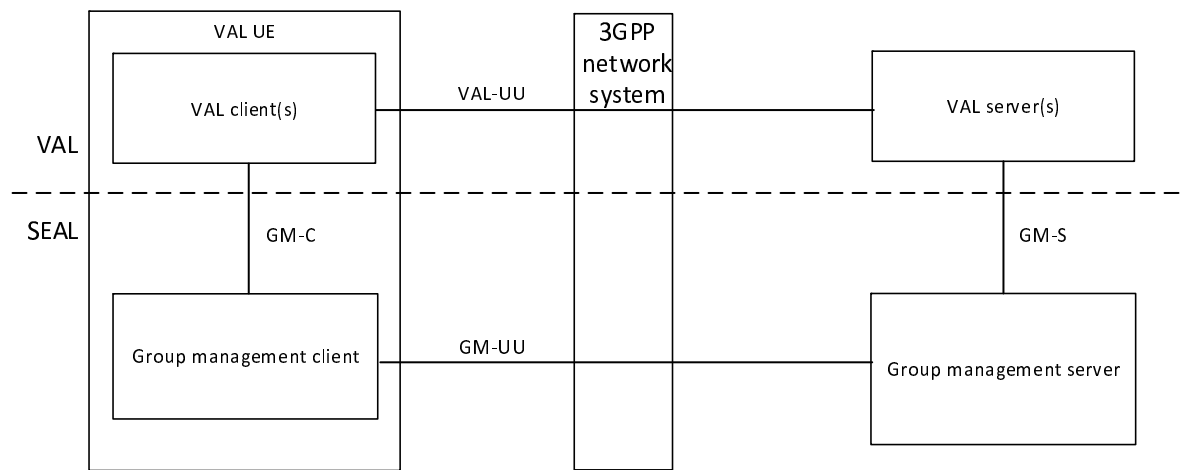 VAL UE
3GPP
network
system
VAL client(s)
VAL-UU
VAL server(s)
VAL
SEAL
GM-C
GM-S
Group management client
GM-UU
Group management server